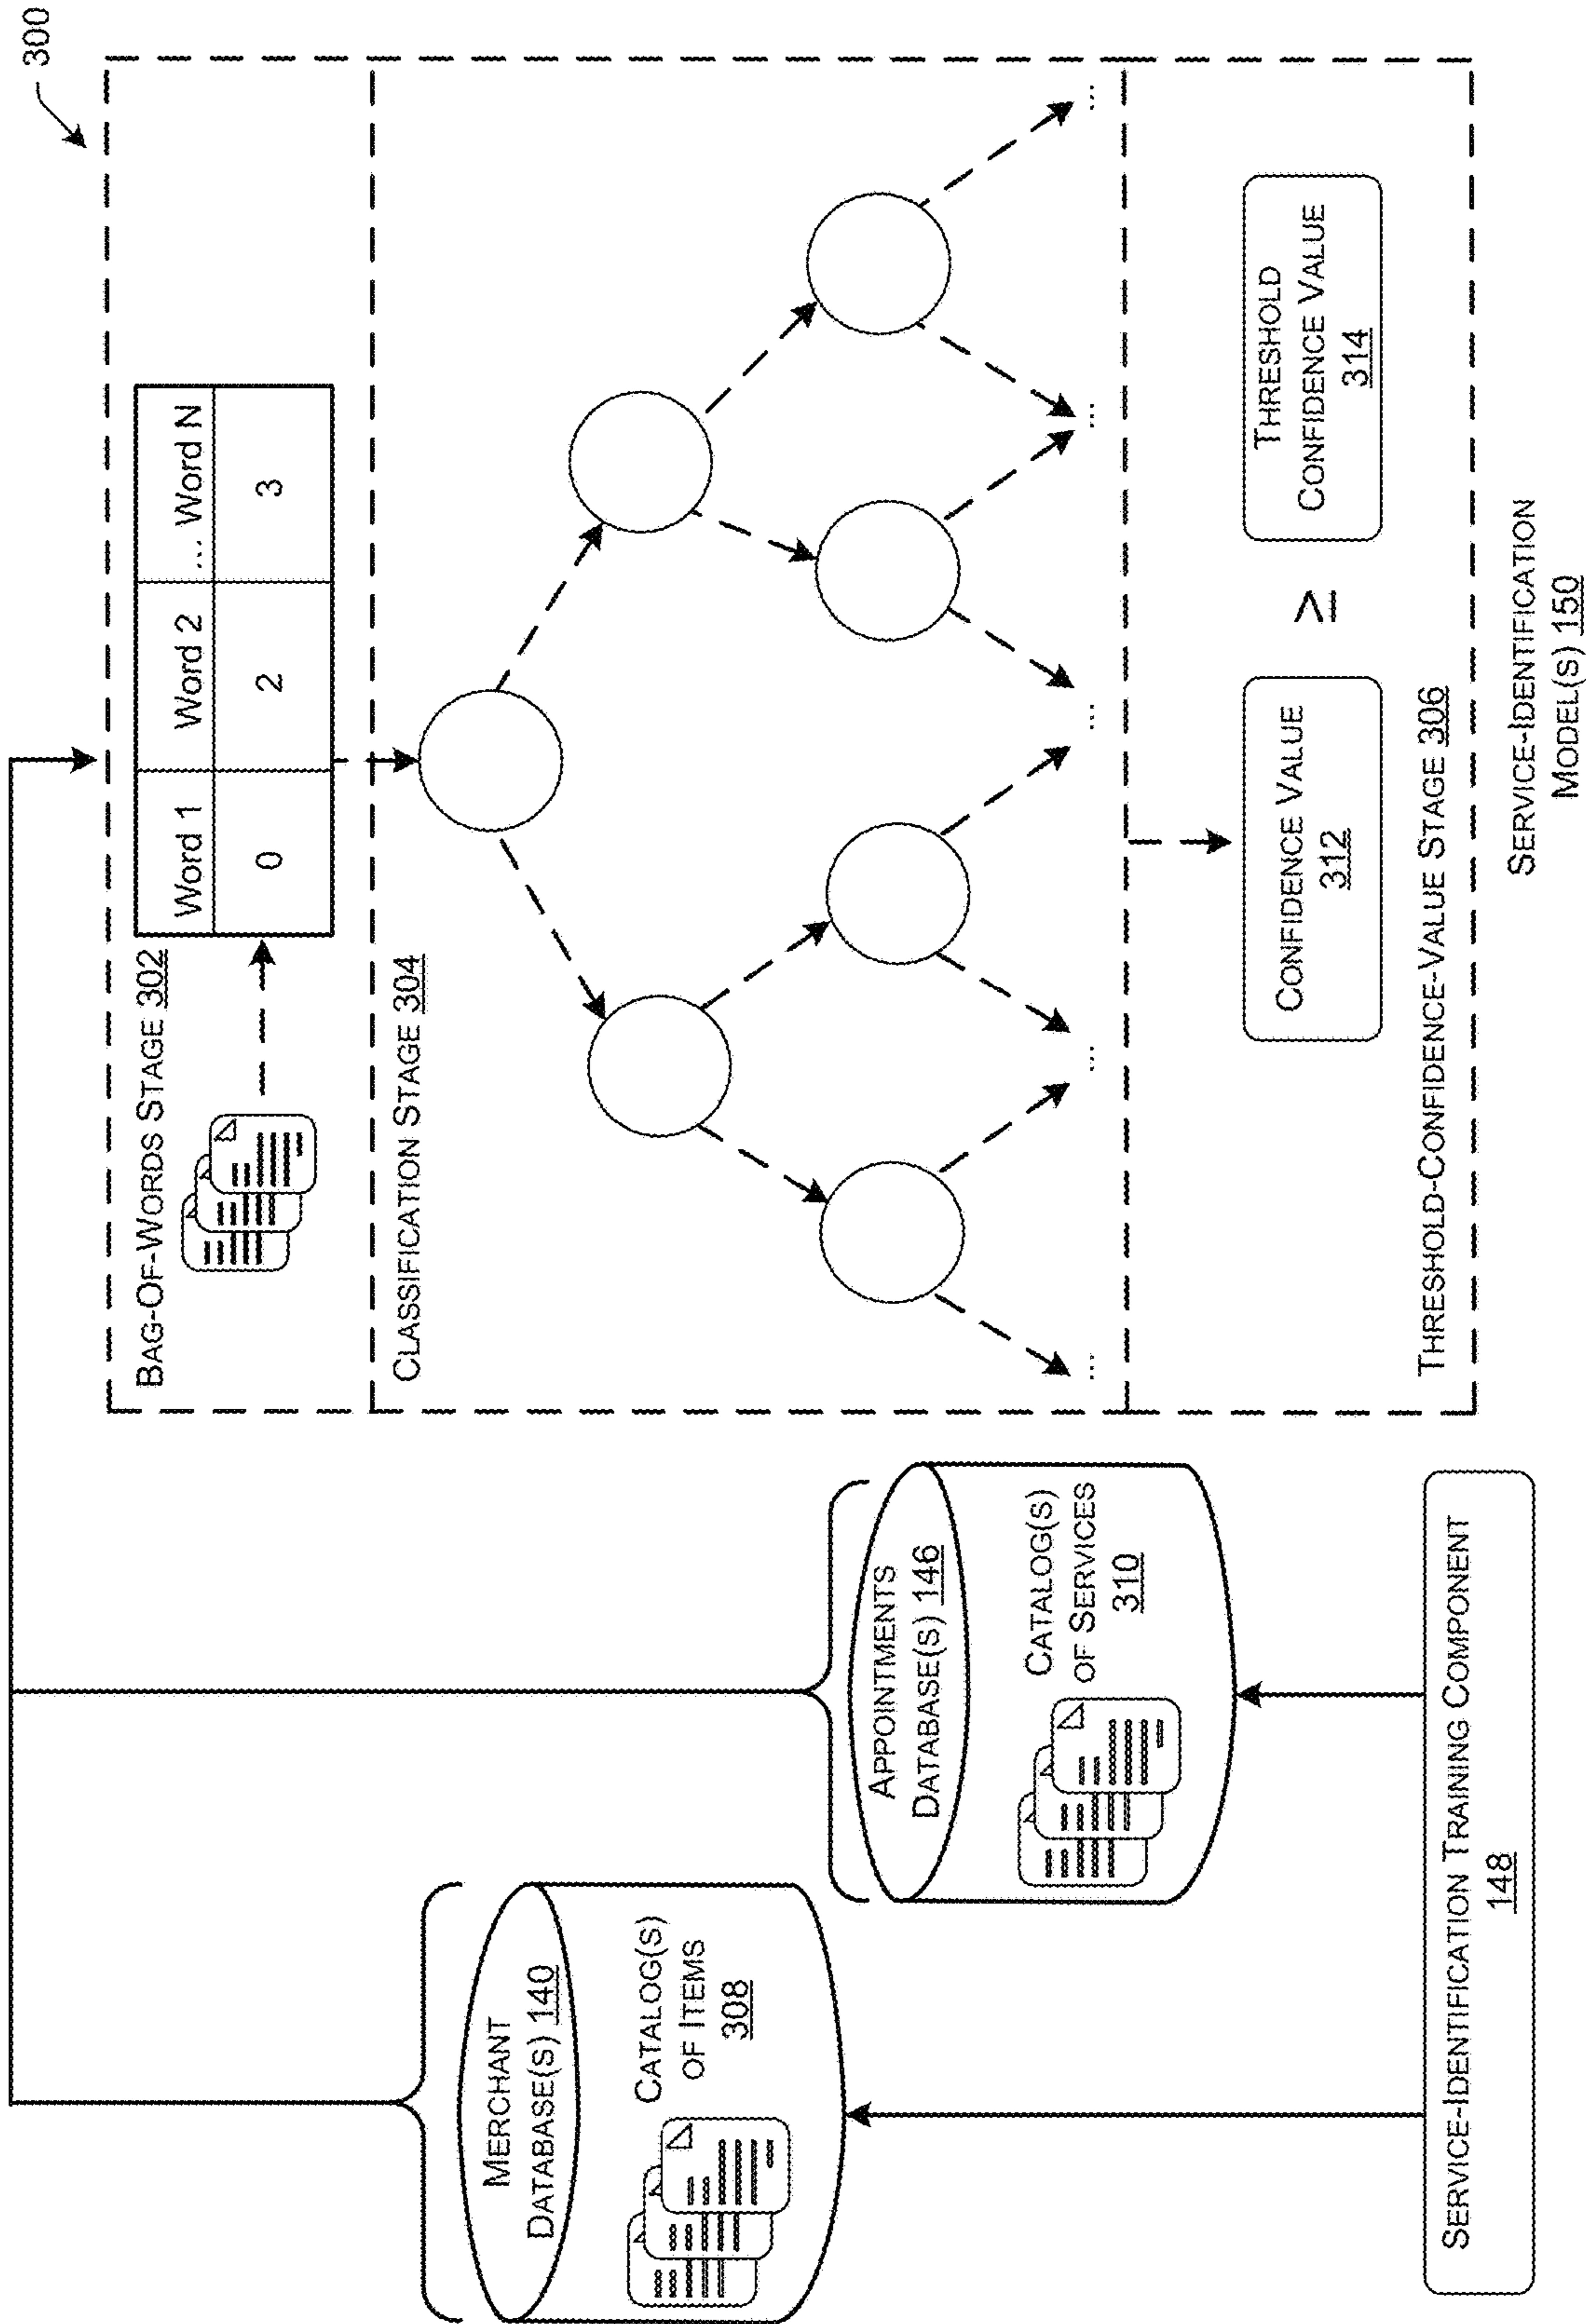 300
MERCHANT
DATABASE(S) 140
CATALOG(S)
OF ITEMS
308
APPOINTMENTS
DATABASE(S) 146
CATALOG(S)
OF SERVICES
310
SERVICE-IDENTIFICATION TRAINING COMPONENT
148
BAG-OF-WORDS STAGE 302
Word 1 Word 2 ... Word N
0 2 3
CLASSIFICATION STAGE 304
... ... ... ... ...
CONFIDENCE VALUE
312
≥
THRESHOLD
CONFIDENCE VALUE
314
THRESHOLD-CONFIDENCE-VALUE STAGE 306
SERVICE-IDENTIFICATION
MODEL(S) 150